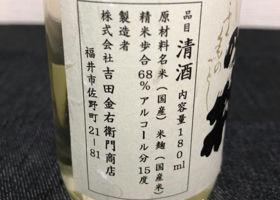 品目 清酒 内容量180ml
原材料名 米(国産) 米麹(国産米)
精米歩合68% アルコール分15度
製造者
株式会社 吉田金右衛門商店
福井市佐野町21-81